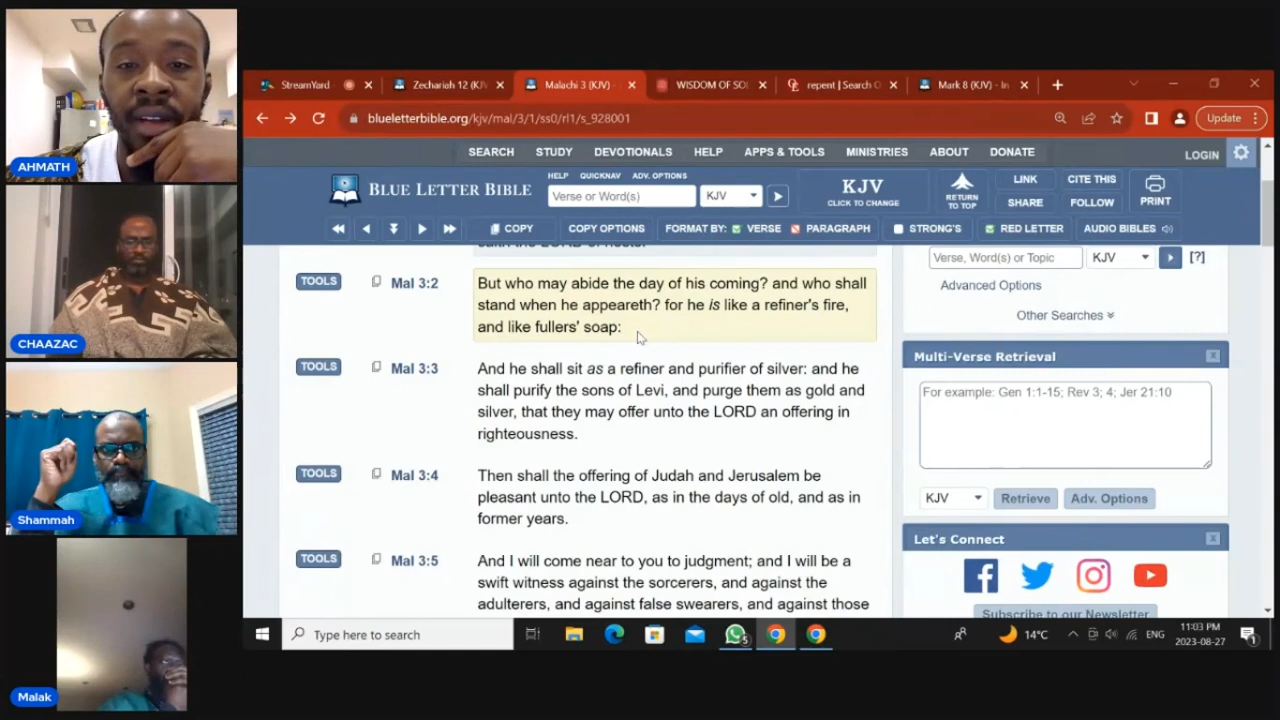 AHMATH
CHAAZAC
Shammah
Malak
StreamYard
Zechariah 12 (KJV
Malachi 3 (KJV) -
WISDOM OF SOL
repent | Search O
Mark 8 (KJV) - In
blueletterbible.org/kjv/mal/3/1/ss0/rl1/s_928001
Update
SEARCH STUDY DEVOTIONALS HELP APPS & TOOLS MINISTRIES ABOUT DONATE
LOGIN
BLUE LETTER BIBLE
HELP QUICKNAV ADV. OPTIONS
Verse or Word(s)
KJV
KJV
CLICK TO CHANGE
RETURN
TO TOP
LINK
CITE THIS
SHARE
FOLLOW
PRINT
COPY COPY OPTIONS FORMAT BY: VERSE PARAGRAPH STRONG'S RED LETTER AUDIO BIBLES
saith the LORD of hosts.
TOOLS Mal 3:2 But who may abide the day of his coming? and who shall
stand when he appeareth? for he is like a refiner's fire,
and like fullers' soap:
TOOLS Mal 3:3 And he shall sit as a refiner and purifier of silver: and he
shall purify the sons of Levi, and purge them as gold and
silver, that they may offer unto the LORD an offering in
righteousness.
TOOLS Mal 3:4 Then shall the offering of Judah and Jerusalem be
pleasant unto the LORD, as in the days of old, and as in
former years.
TOOLS Mal 3:5 And I will come near to you to judgment; and I will be a
swift witness against the sorcerers, and against the
adulterers, and against false swearers, and against those
Verse, Word(s) or Topic
KJV
[?]
Advanced Options
Other Searches
Multi-Verse Retrieval
For example: Gen 1:1-15; Rev 3; 4; Jer 21:10
KJV
Retrieve
Adv. Options
Let's Connect
Subscribe to our Newsletter
Type here to search
5
14°C
ENG
11:03 PM
2023-08-27
1